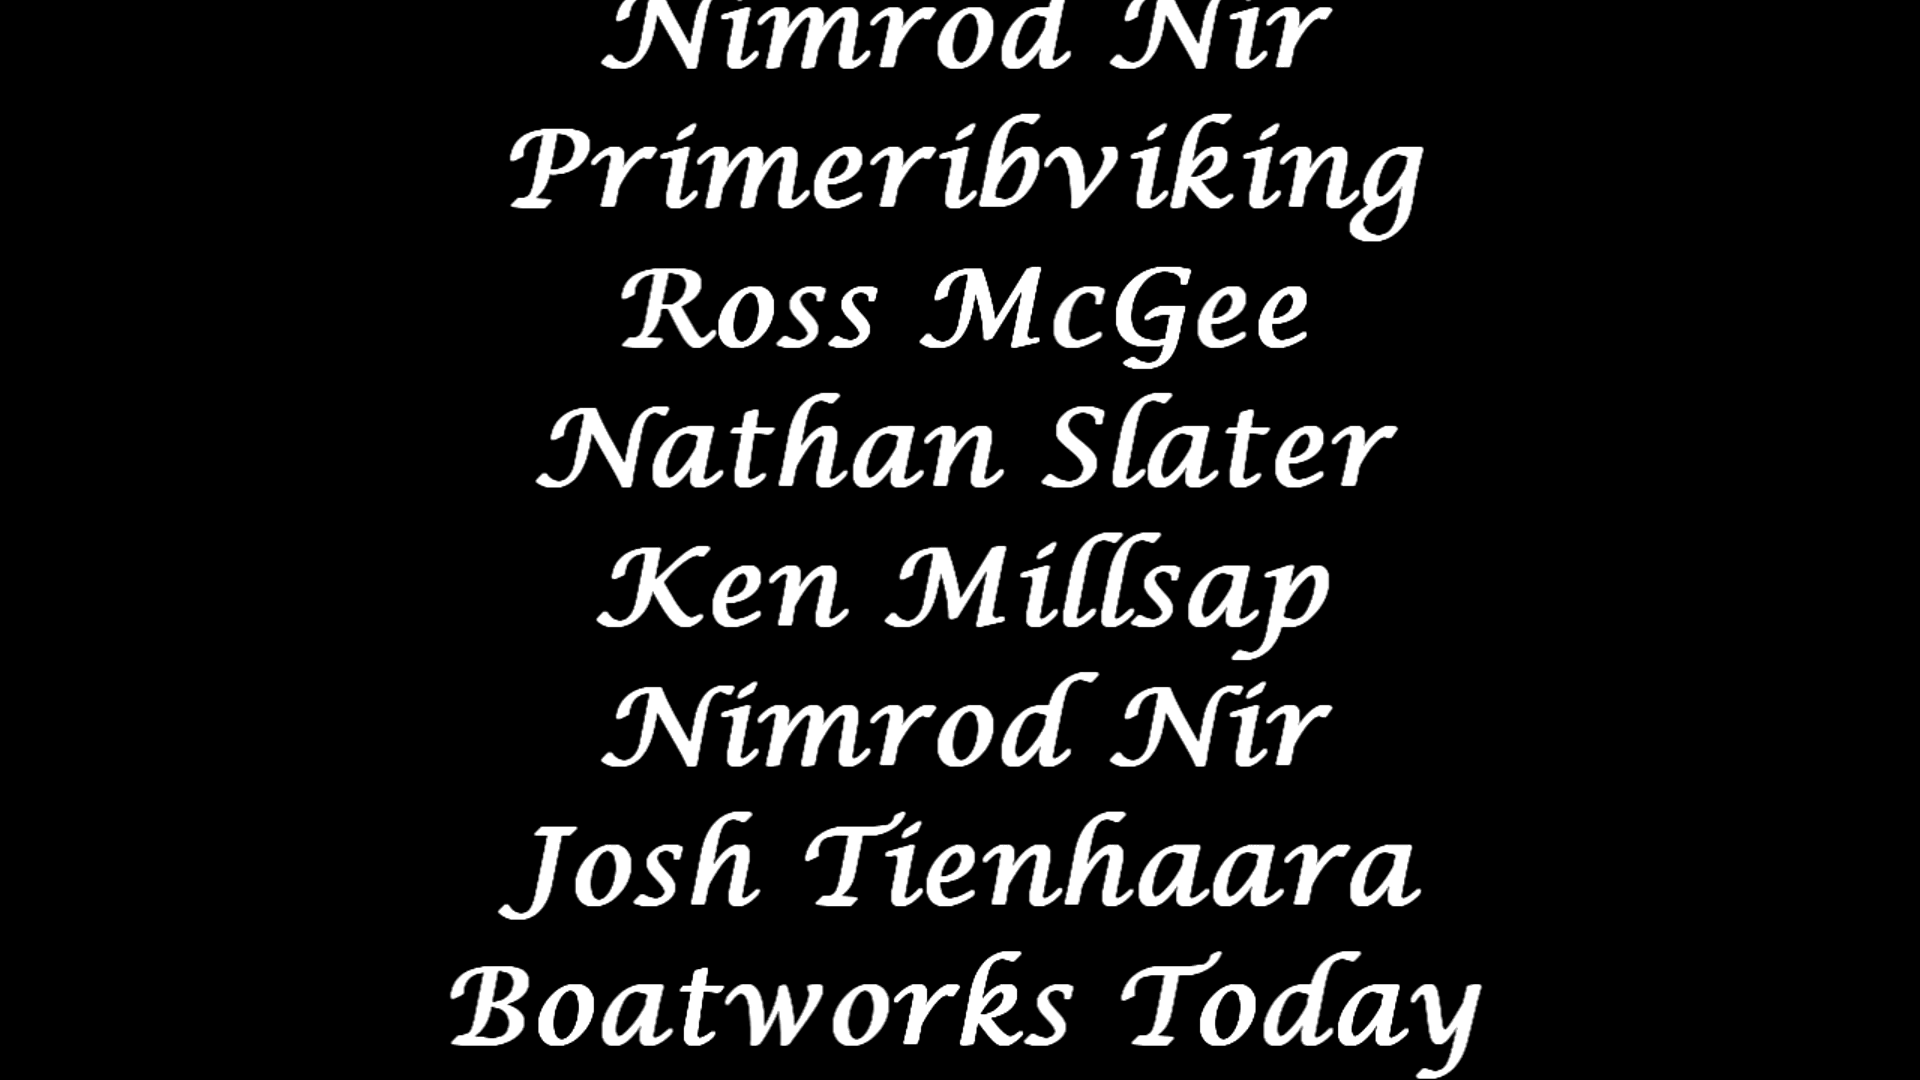 Nimrod Nir
Primeribviking
Ross McGee
Nathan Slater
Ken Millsap
Nimrod Nir
Josh Tienhaara
Boatworks Today